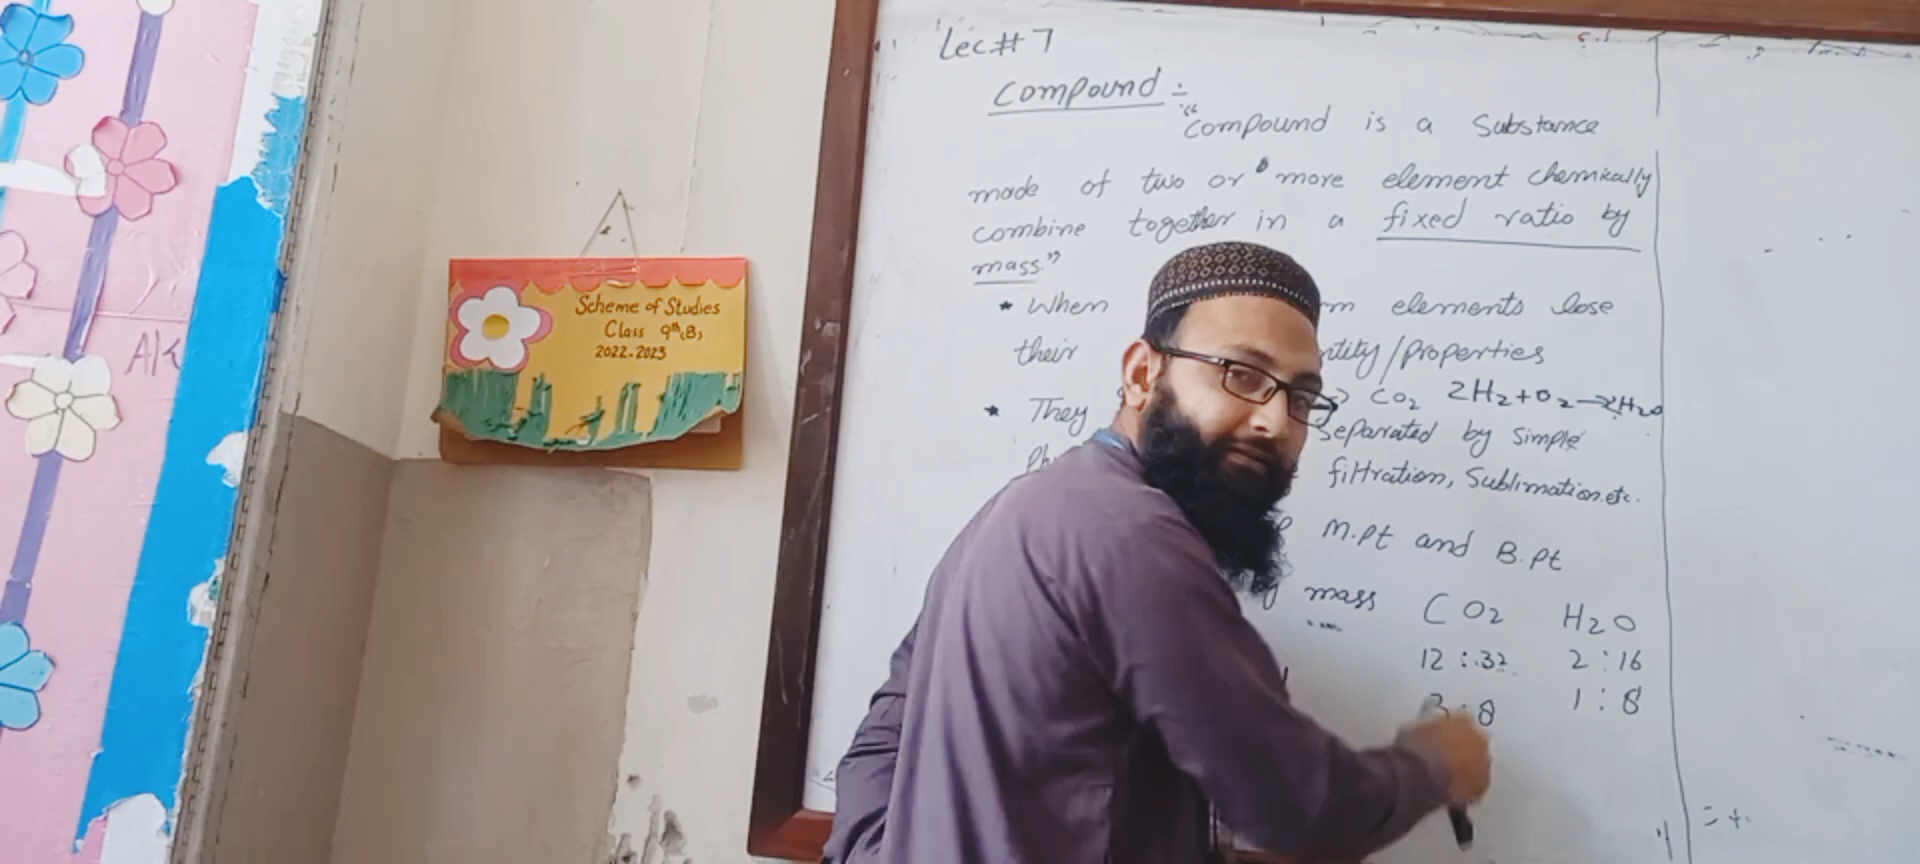 Lec# 7
Compound :-
"Compound is a Substance
made of two or more element chemically
combine together in a fixed ratio by
mass."
* When elements lose
their /properties
* They CO2 2H2+O2→2H2O
Separated by Simple
filtration, Sublimation.etc.
M.Pt and B.Pt
mass CO2 H2O
12 : 32 2 : 16
3 : 8 1 : 8
Scheme of Studies
Class 9th(B)
2022-2023